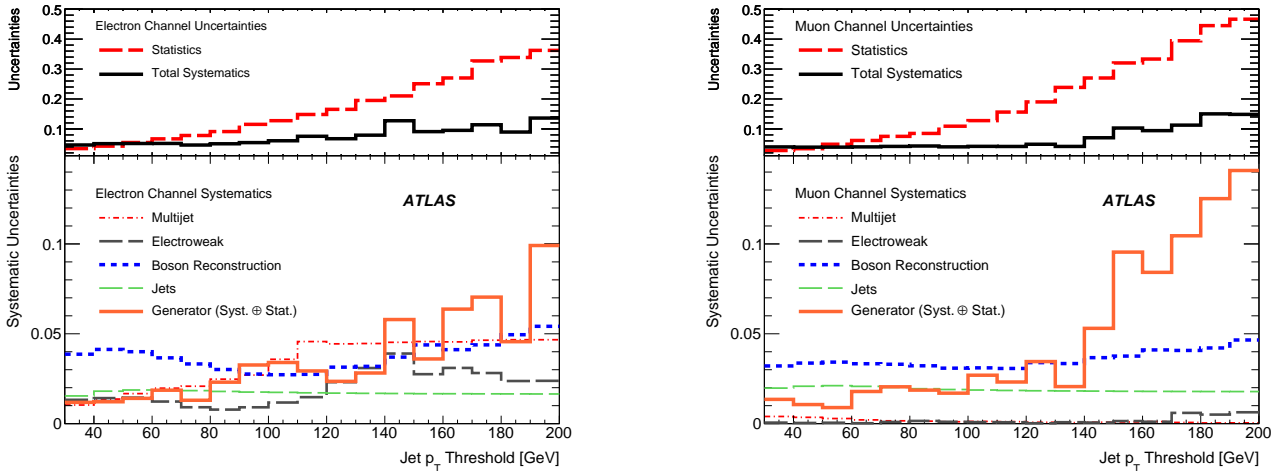 Uncertainties
0.5
0.4
0.3
0.2
0.1
Electron Channel Uncertainties
Statistics
Total Systematics
Systematic Uncertainties
0.1
0.05
0
Electron Channel Systematics
ATLAS
Multijet
Electroweak
Boson Reconstruction
Jets
Generator (Syst. ⊕ Stat.)
40 60 80 100 120 140 160 180 200
Jet p_T Threshold [GeV]
Uncertainties
0.5
0.4
0.3
0.2
0.1
Muon Channel Uncertainties
Statistics
Total Systematics
Systematic Uncertainties
0.1
0.05
0
Muon Channel Systematics
ATLAS
Multijet
Electroweak
Boson Reconstruction
Jets
Generator (Syst. ⊕ Stat.)
40 60 80 100 120 140 160 180 200
Jet p_T Threshold [GeV]